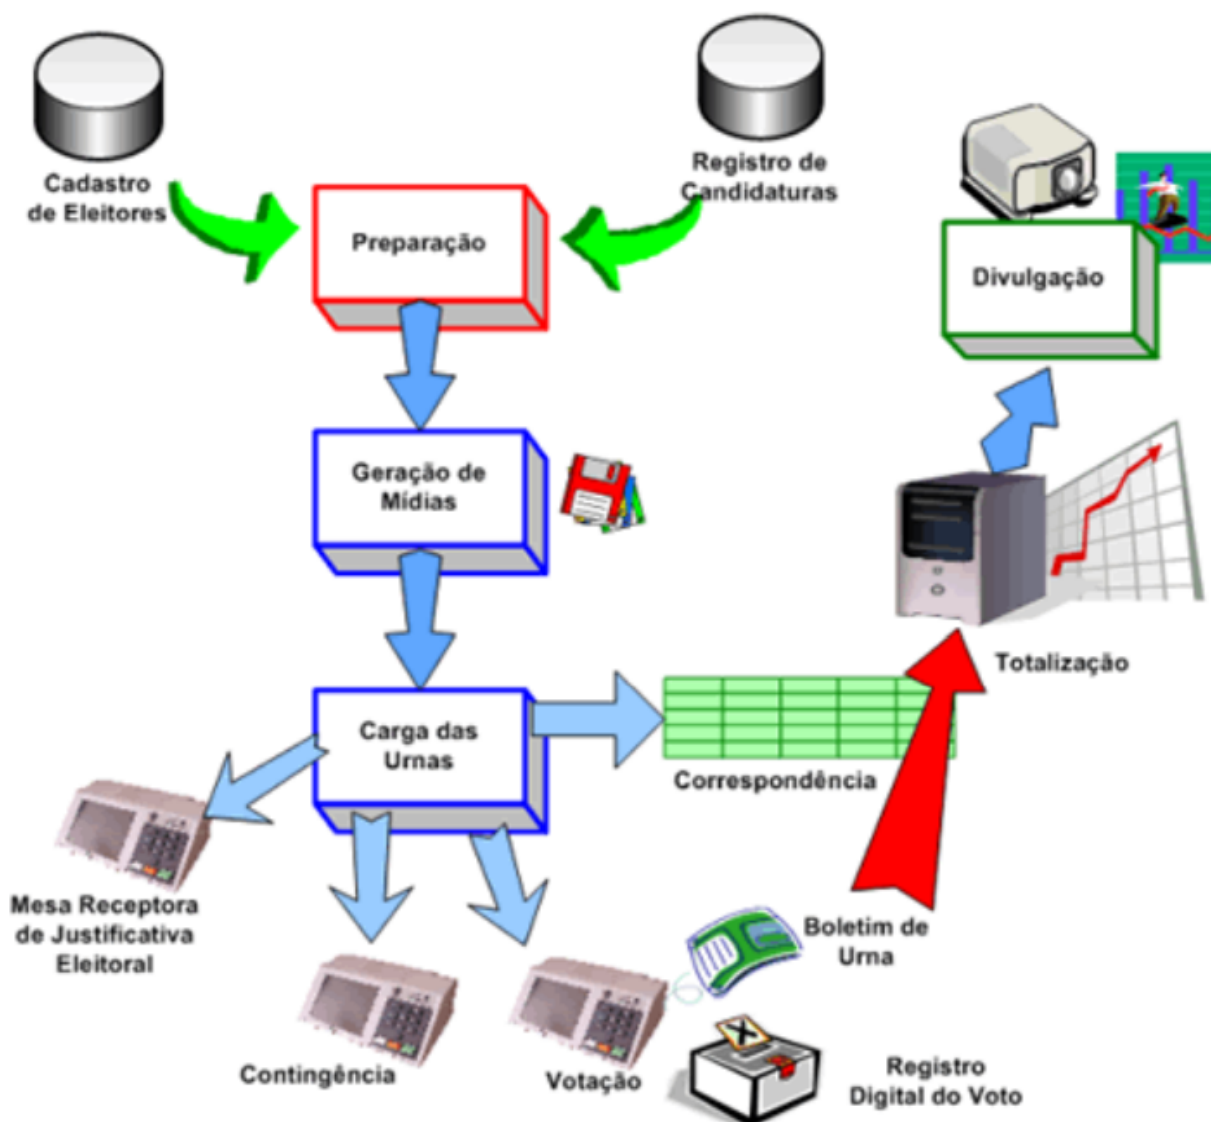 Cadastro
de Eleitores
Registro de
Candidaturas
Preparação
Divulgação
Geração de
Mídias
Totalização
Carga das
Urnas
Correspondência
Mesa Receptora
de Justificativa
Eleitoral
Boletim de
Urna
Contingência
Votação
Registro
Digital do Voto